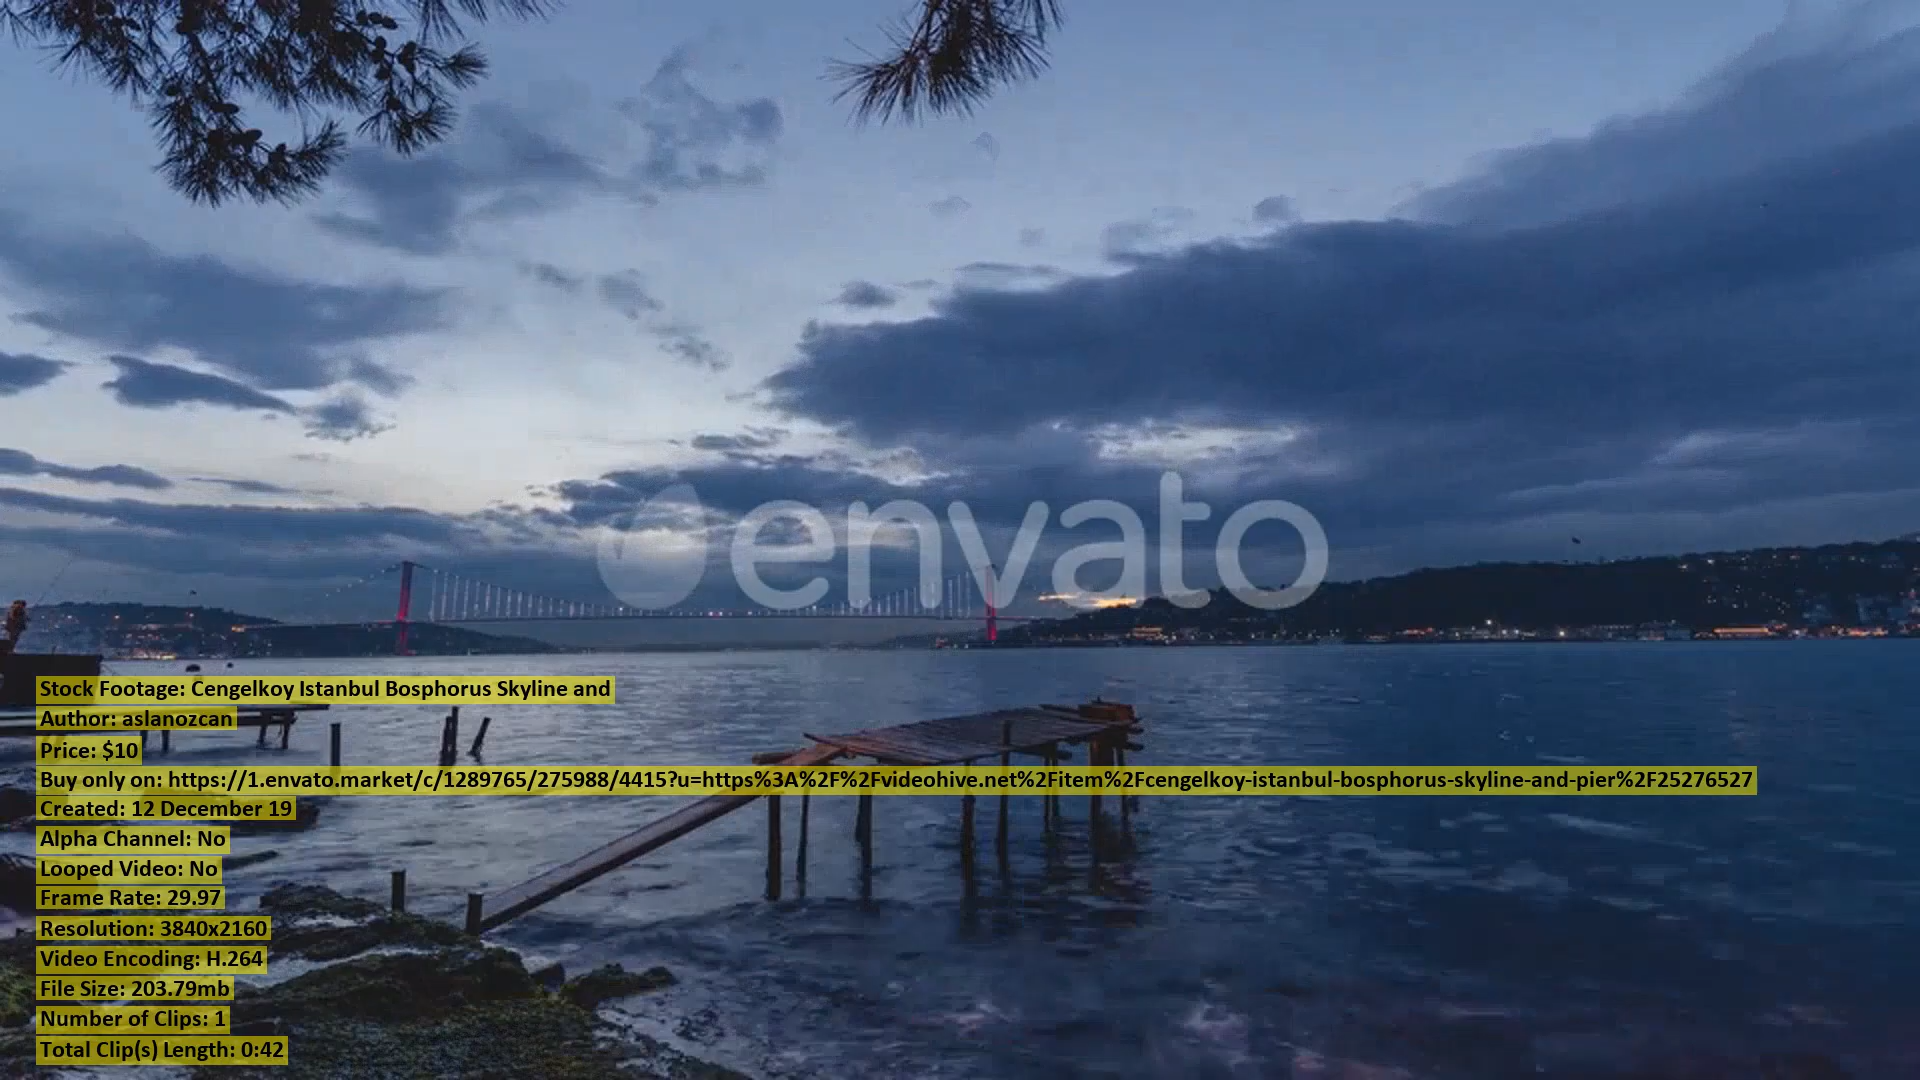 envato
Stock Footage: Cengelkoy Istanbul Bosphorus Skyline and
Author: aslanozcan
Price: $10
Buy only on: https://1.envato.market/c/1289765/275988/4415?u=https%3A%2F%2Fvideohive.net%2Fitem%2Fcengelkoy-istanbul-bosphorus-skyline-and-pier%2F25276527
Created: 12 December 19
Alpha Channel: No
Looped Video: No
Frame Rate: 29.97
Resolution: 3840x2160
Video Encoding: H.264
File Size: 203.79mb
Number of Clips: 1
Total Clip(s) Length: 0:42